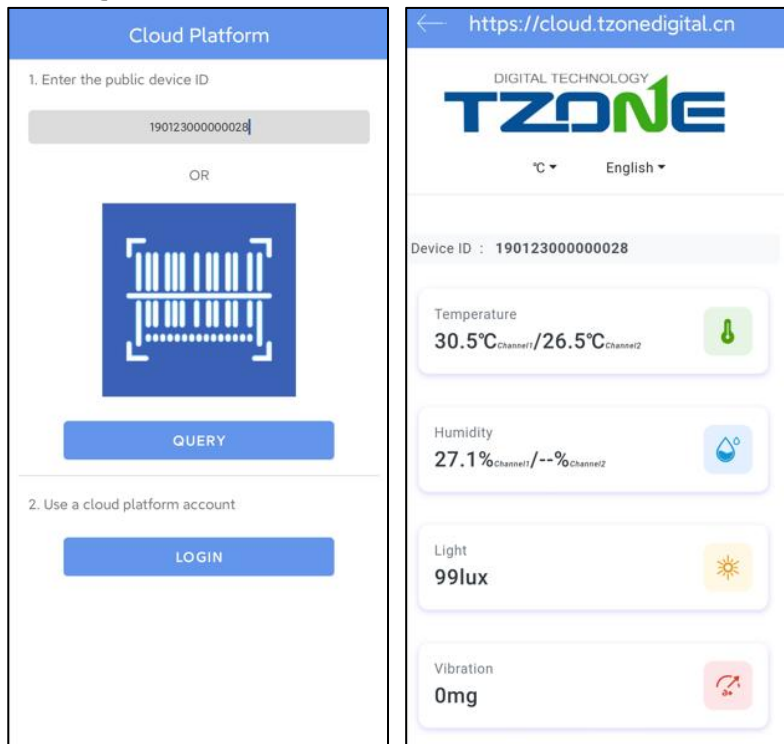 Cloud Platform
1. Enter the public device ID
190123000000028
OR
QUERY
2. Use a cloud platform account
LOGIN
https://cloud.tzonedigital.cn
DIGITAL TECHNOLOGY
TZONE
℃ English
Device ID : 190123000000028
Temperature
30.5℃Channel1/26.5℃Channel2
Humidity
27.1%Channel1/--%Channel2
Light
99lux
Vibration
0mg